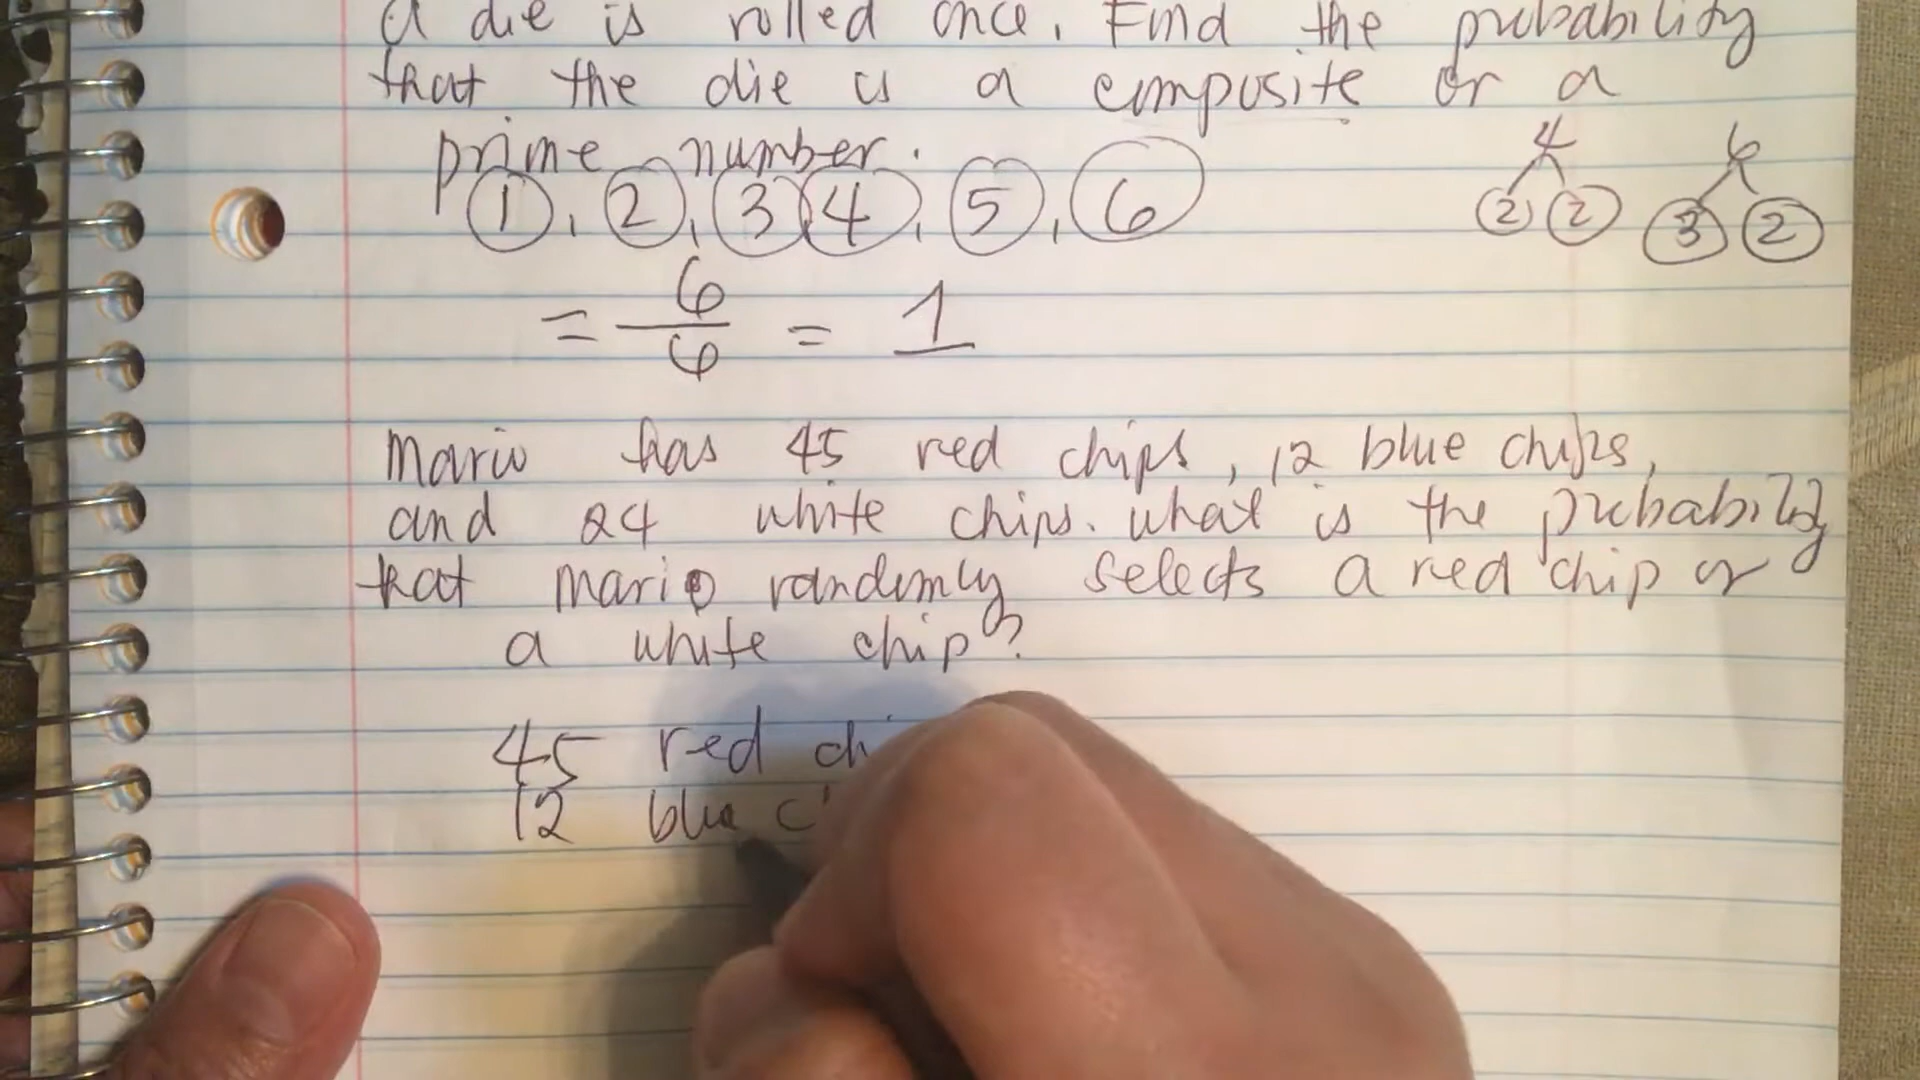 a die is rolled once. Find the probability
that the die is a composite or a
prime number.
4 6
1, 2, 3, 4, 5, 6
2 2 3 2
= 6/6 = 1
Mario has 45 red chips, 12 blue chips,
and 24 white chips. what is the probability
that Mario randomly selects a red chip or
a white chip?
45 red chi
12 blue c